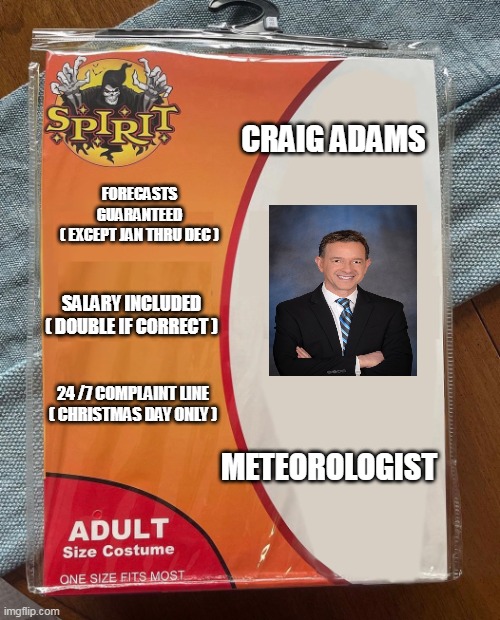 SPIRIT
CRAIG ADAMS
FORECASTS
GUARANTEED
( EXCEPT JAN THRU DEC )
SALARY INCLUDED
( DOUBLE IF CORRECT )
24 /7 COMPLAINT LINE
( CHRISTMAS DAY ONLY )
METEOROLOGIST
ADULT
Size Costume
ONE SIZE FITS MOST
imgflip.com